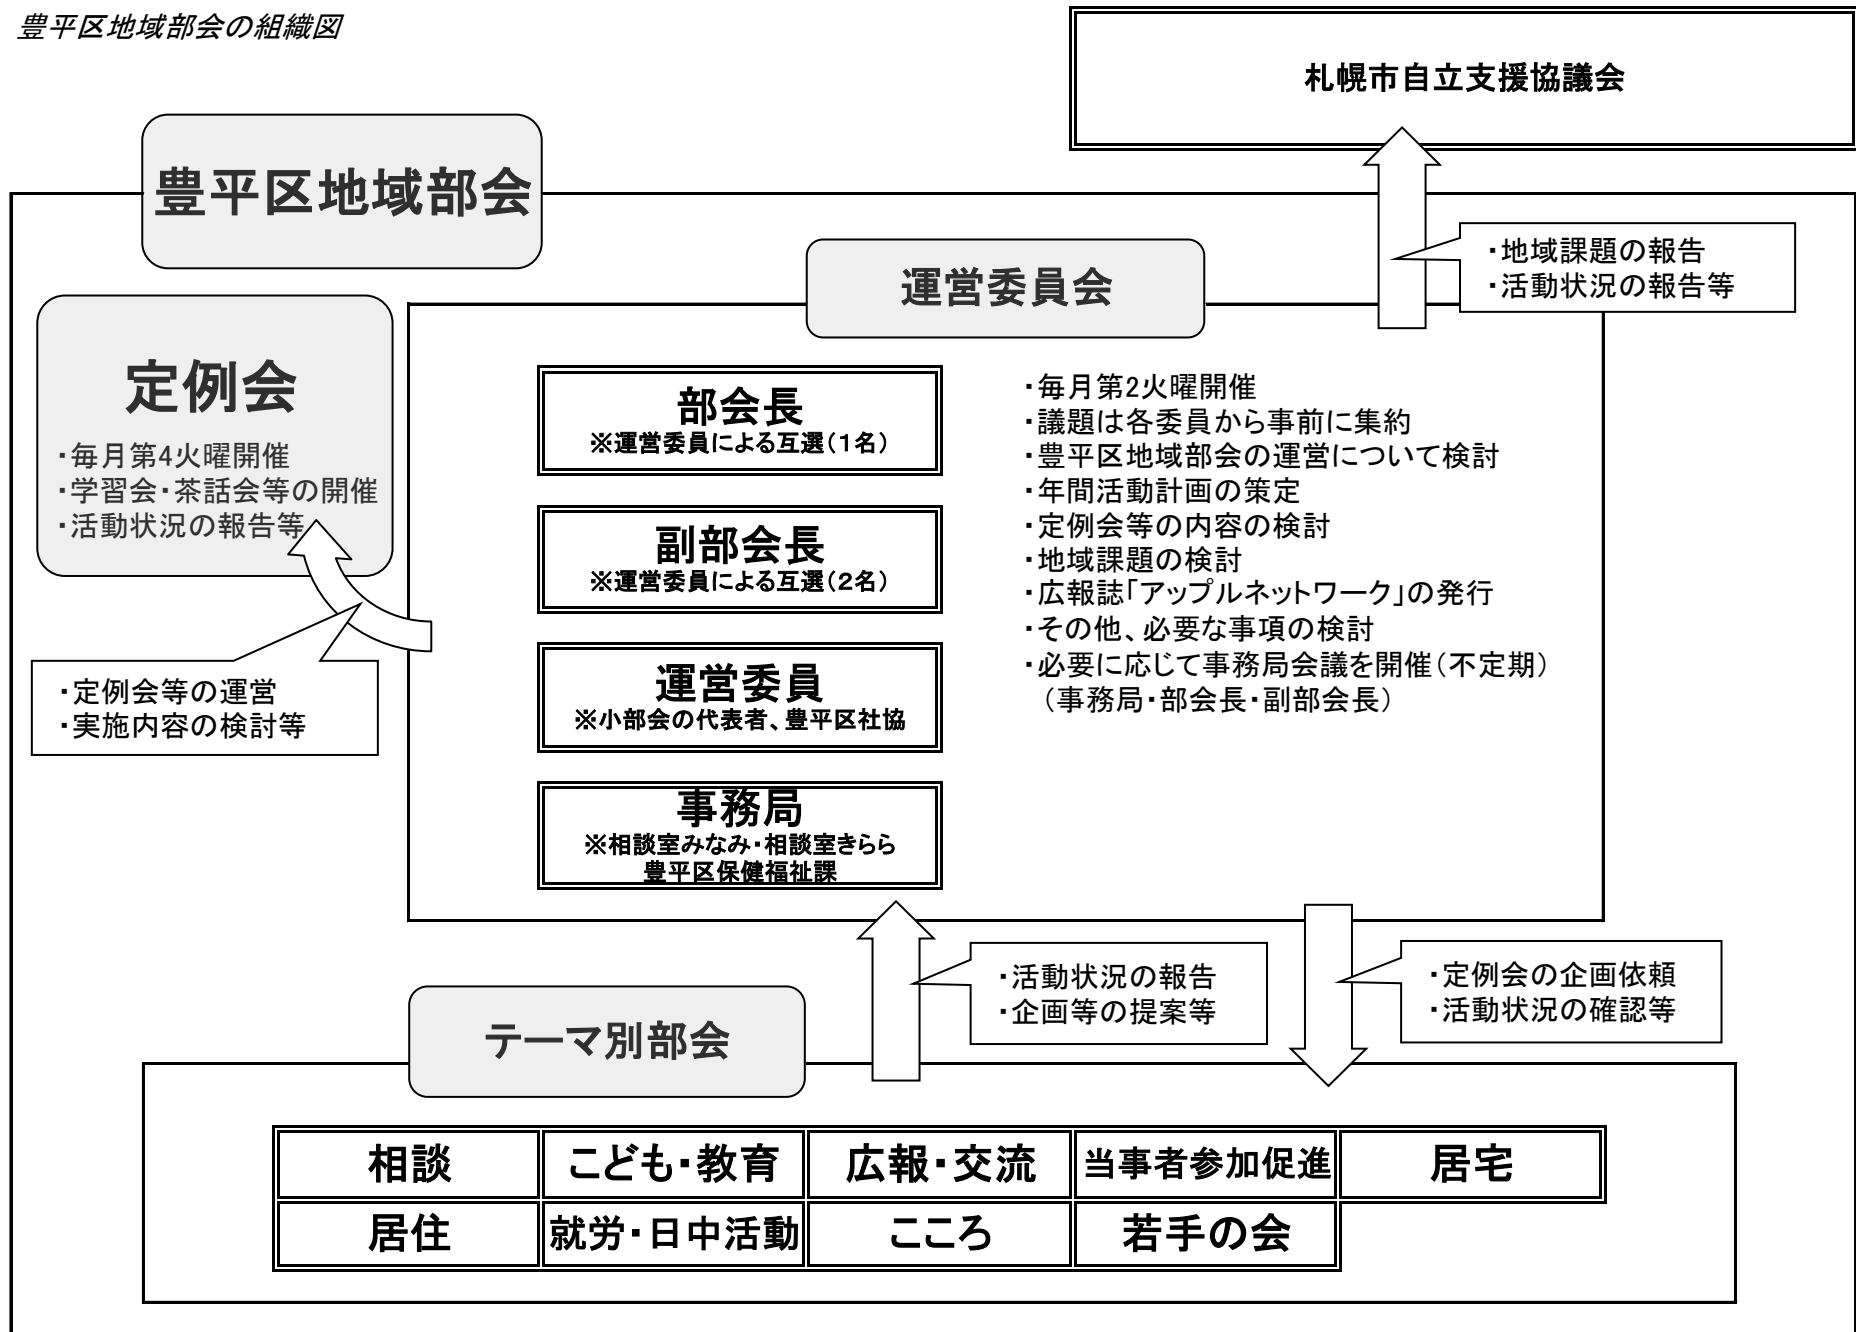 豊平区地域部会の組織図
札幌市自立支援協議会
豊平区地域部会
・地域課題の報告
・活動状況の報告等
運営委員会
定例会
・毎月第4火曜開催
・学習会・茶話会等の開催
・活動状況の報告等
・定例会等の運営
・実施内容の検討等
部会長
※運営委員による互選（１名）
副部会長
※運営委員による互選（２名）
運営委員
※小部会の代表者、豊平区社協
事務局
※相談室みなみ・相談室きらら
豊平区保健福祉課
・毎月第2火曜開催
・議題は各委員から事前に集約
・豊平区地域部会の運営について検討
・年間活動計画の策定
・定例会等の内容の検討
・地域課題の検討
・広報誌「アップルネットワーク」の発行
・その他、必要な事項の検討
・必要に応じて事務局会議を開催（不定期）
（事務局・部会長・副部会長）
・活動状況の報告
・企画等の提案等
・定例会の企画依頼
・活動状況の確認等
テーマ別部会
相談
こども・教育
広報・交流
当事者参加促進
居宅
居住
就労・日中活動
こころ
若手の会